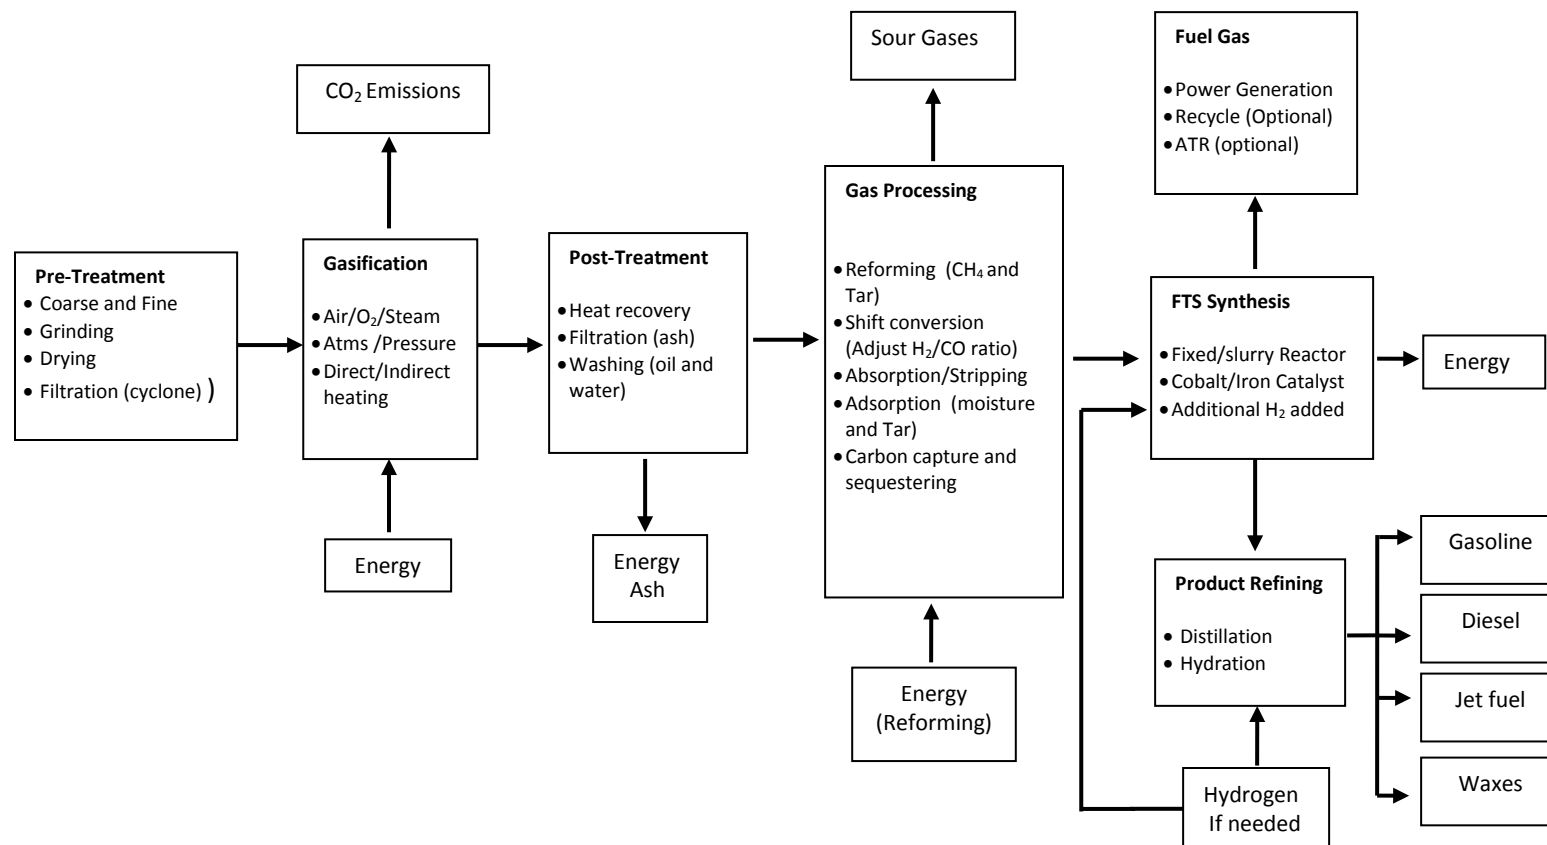 Sour Gases
Fuel Gas
• Power Generation
• Recycle (Optional)
• ATR (optional)
CO₂ Emissions
Pre-Treatment
• Coarse and Fine
• Grinding
• Drying
• Filtration (cyclone) )
Gasification
• Air/O₂/Steam
• Atms /Pressure
• Direct/Indirect
heating
Post-Treatment
• Heat recovery
• Filtration (ash)
• Washing (oil and
water)
Gas Processing
• Reforming (CH₄ and
Tar)
• Shift conversion
(Adjust H₂/CO ratio)
• Absorption/Stripping
• Adsorption (moisture
and Tar)
• Carbon capture and
sequestering
FTS Synthesis
• Fixed/slurry Reactor
• Cobalt/Iron Catalyst
• Additional H₂ added
Energy
Energy
Energy
Ash
Energy
(Reforming)
Product Refining
• Distillation
• Hydration
Hydrogen
If needed
Gasoline
Diesel
Jet fuel
Waxes